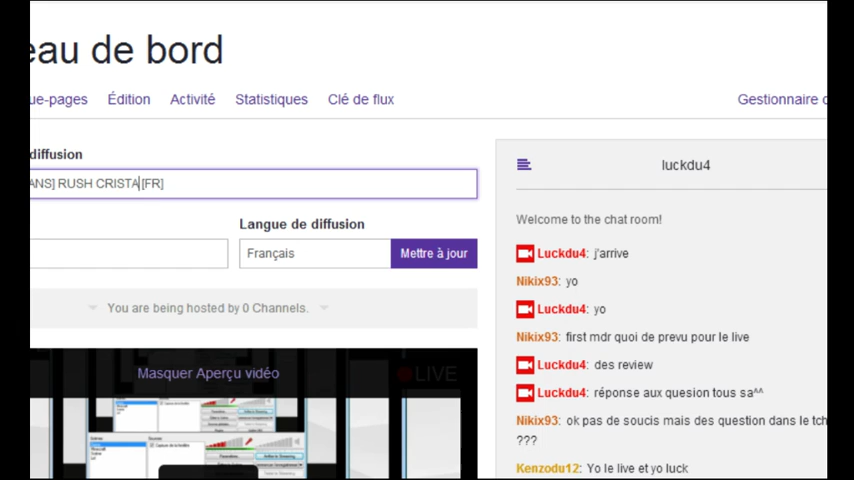 eau de bord
ue-pages Édition Activité Statistiques Clé de flux Gestionnaire
diffusion
ANS] RUSH CRISTA[FR]
Langue de diffusion
Français Mettre à jour
You are being hosted by 0 Channels.
Masquer Aperçu vidéo LIVE
luckdu4
Welcome to the chat room!
Luckdu4: j'arrive
Nikix93: yo
Luckdu4: yo
Nikix93: first mdr quoi de prevu pour le live
Luckdu4: des review
Luckdu4: réponse aux quesion tous sa^^
Nikix93: ok pas de soucis mais des question dans le tch
???
Kenzodu12: Yo le live et yo luck